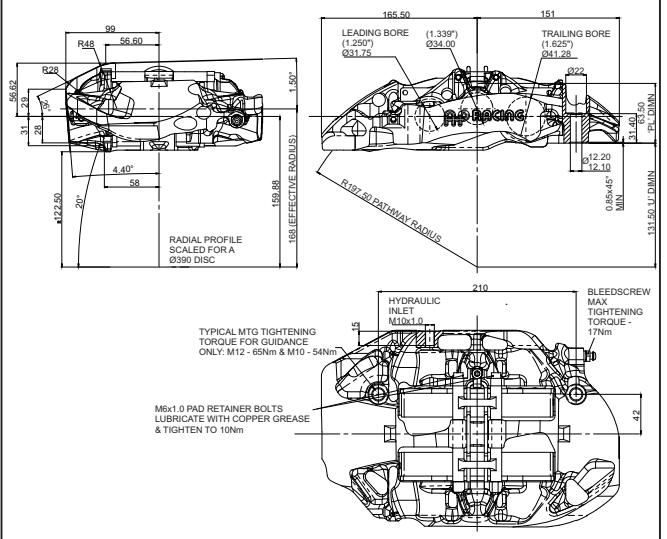 99
56.60
R48
R28
56.62
29
31
28
76°
1.50°
4.40°
58
20°
122.50
159.88
168 (EFFECTIVE RADIUS)
RADIAL PROFILE
SCALED FOR A
Ø390 DISC
165.50
151
LEADING BORE
(1.250")
Ø31.75
(1.339")
Ø34.00
TRAILING BORE
(1.625")
Ø41.28
Ø22
AP RACING
31.40
63.50
'PL' DIMN
Ø12.20
12.10
0.85x45°
MIN
131.50 'U' DIMN
R197.50 PATHWAY RADIUS
210
HYDRAULIC
INLET
M10x1.0
15
BLEEDSCREW
MAX
TIGHTENING
TORQUE -
17Nm
TYPICAL MTG TIGHTENING
TORQUE FOR GUIDANCE
ONLY: M12 - 65Nm & M10 - 54Nm
M6x1.0 PAD RETAINER BOLTS
LUBRICATE WITH COPPER GREASE
& TIGHTEN TO 10Nm
42